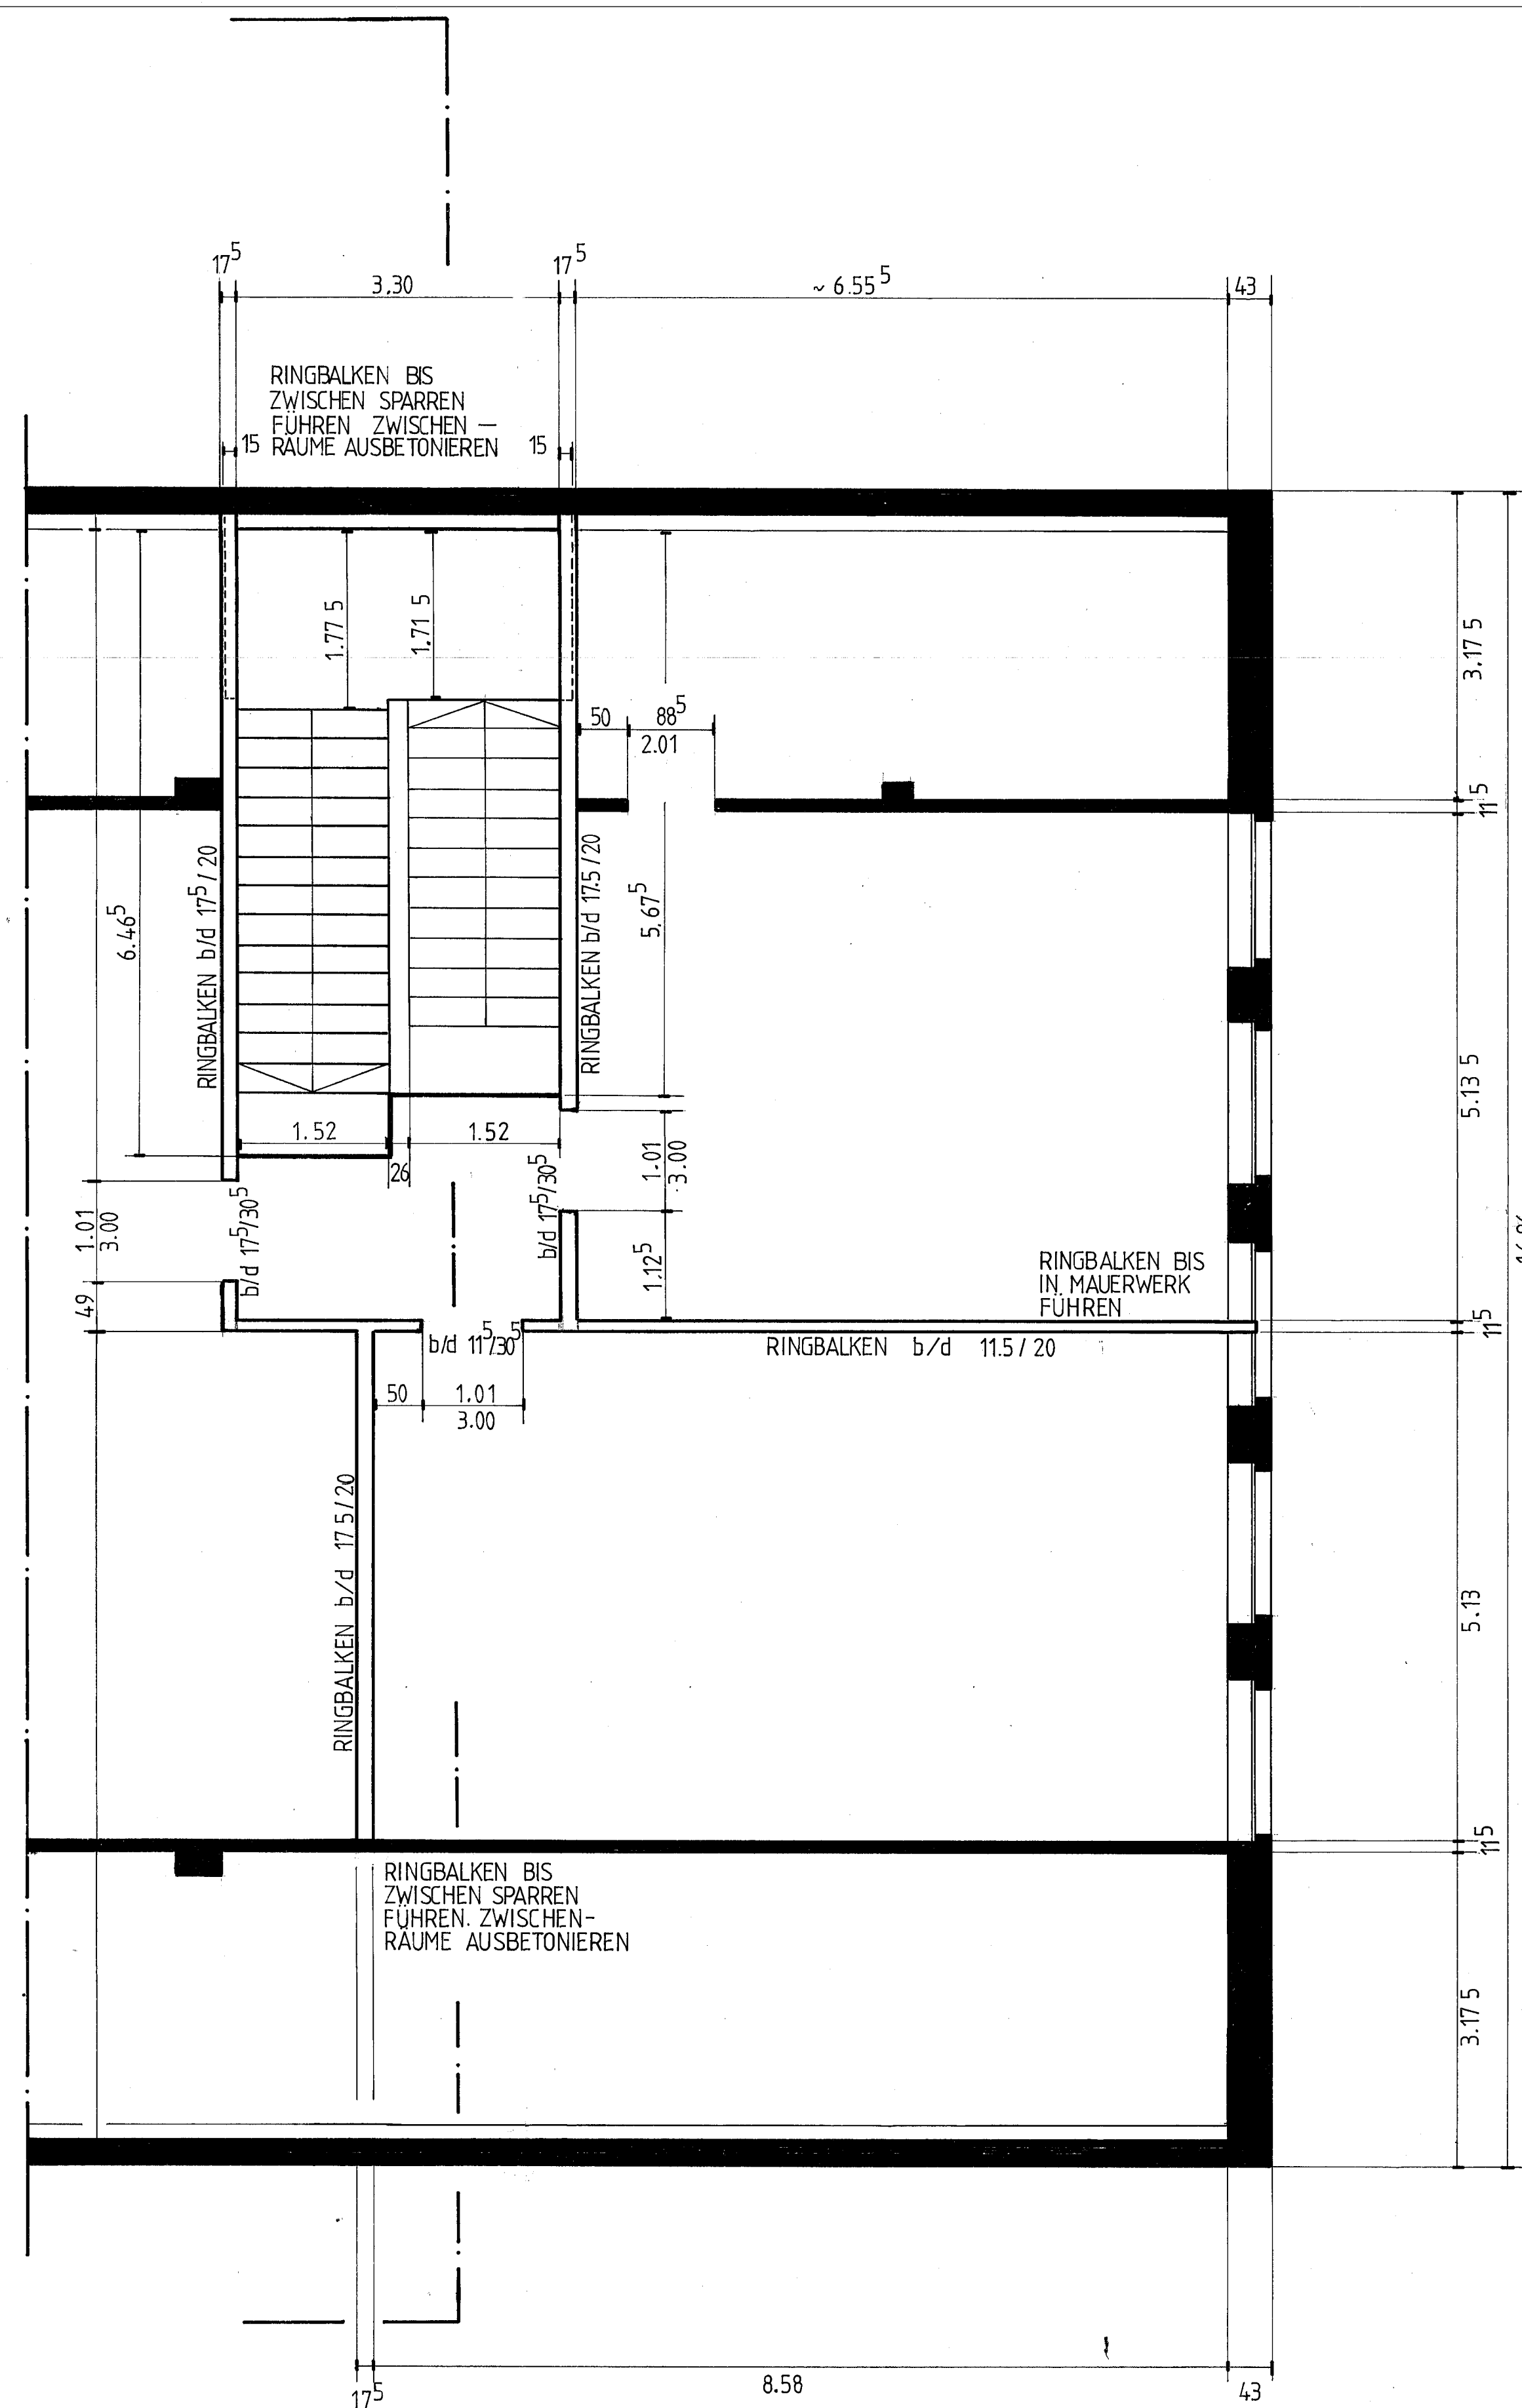 17⁵
3.30
17⁵
~ 6.55⁵
43
RINGBALKEN BIS
ZWISCHEN SPARREN
FÜHREN ZWISCHEN –
RÄUME AUSBETONIEREN
15
15
1.77 5
1.71 5
3.17 5
50
88⁵
2.01
11⁵
RINGBALKEN b/d 17⁵ / 20
RINGBALKEN b/d 17.5 / 20
6.46⁵
5.67⁵
5.13 5
1.52
1.52
26
1.01
3.00
1.01
3.00
b/d 17⁵/30⁵
b/d 17⁵/30⁵
1.12⁵
49
RINGBALKEN BIS
IN MAUERWERK
FÜHREN
11⁵
b/d 11⁵/30⁵
RINGBALKEN b/d 11.5 / 20
50
1.01
3.00
RINGBALKEN b/d 17 5 / 20
5.13
11⁵
RINGBALKEN BIS
ZWISCHEN SPARREN
FÜHREN. ZWISCHEN-
RÄUME AUSBETONIEREN
3.17 5
17⁵
8.58
43